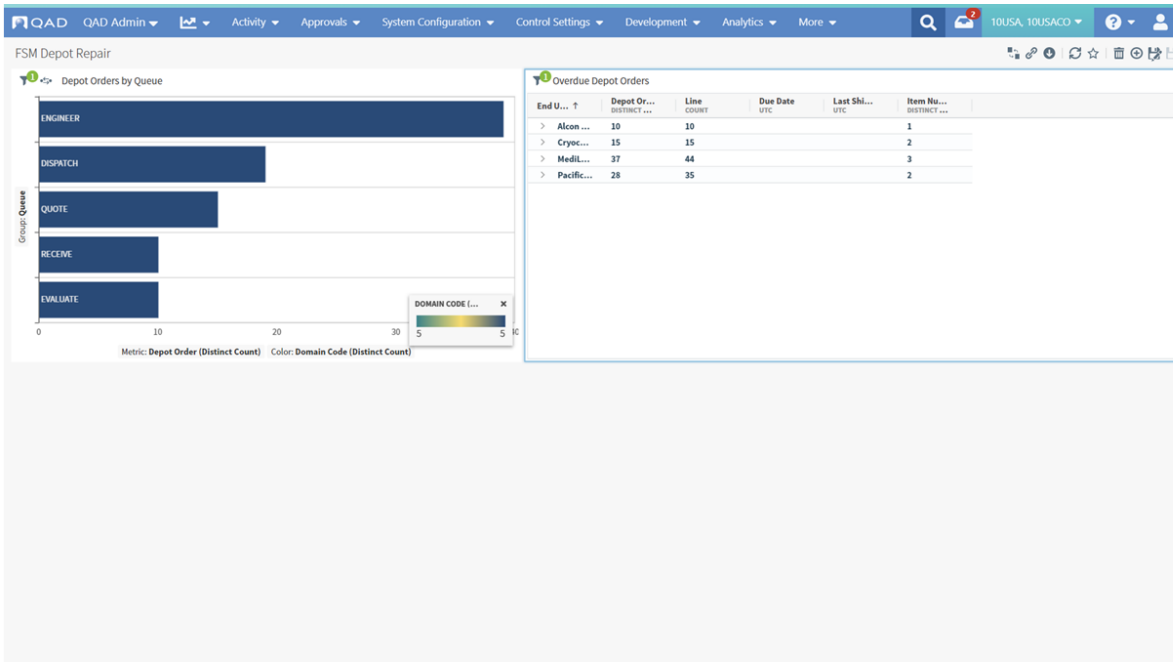 QAD QAD Admin Activity Approvals System Configuration Control Settings Development Analytics More 2 10USA, 10USACO ?
FSM Depot Repair
1 Depot Orders by Queue
ENGINEER
DISPATCH
QUOTE
RECEIVE
EVALUATE
Group: Queue
0 10 20 30
DOMAIN CODE (...
5 5
Metric: Depot Order (Distinct Count) Color: Domain Code (Distinct Count)
1 Overdue Depot Orders
End U... ↑ Depot Or... Line Due Date Last Shi... Item Nu...
DISTINCT ... COUNT UTC UTC DISTINCT ...
Alcon ... 10 10 1
Cryoc... 15 15 2
MediL... 37 44 3
Pacific... 28 35 2